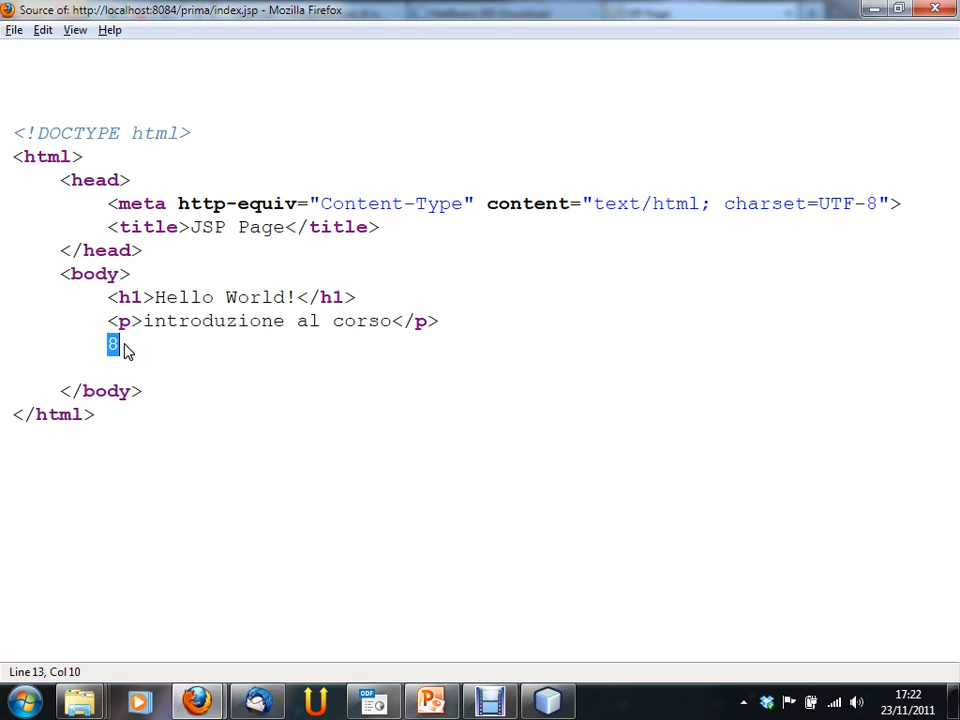 Source of: http://localhost:8084/prima/index.jsp - Mozilla Firefox
File Edit View Help
<!DOCTYPE html>
<html>
<head>
<meta http-equiv="Content-Type" content="text/html; charset=UTF-8">
<title>JSP Page</title>
</head>
<body>
<h1>Hello World!</h1>
<p>introduzione al corso</p>
8
</body>
</html>
Line 13, Col 10
ODF
17:22
23/11/2011